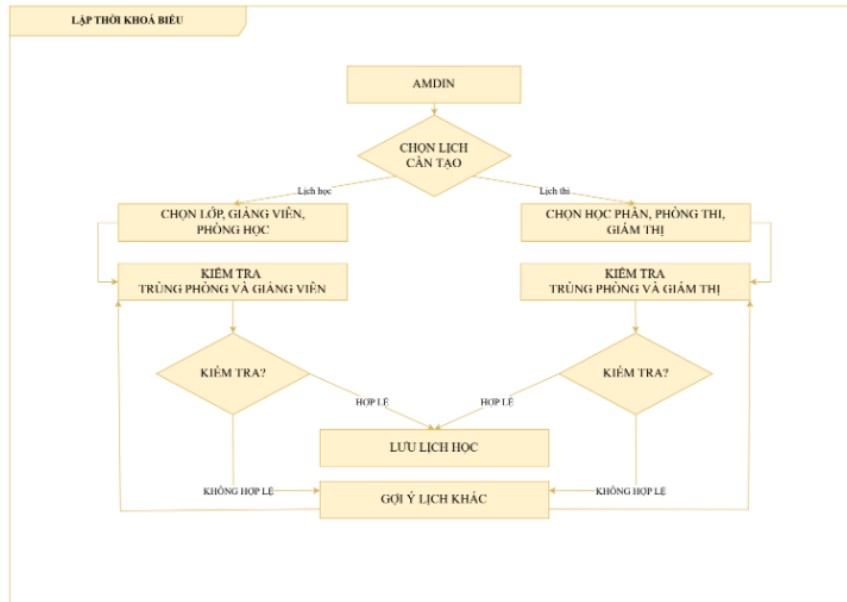 LẬP THỜI KHOÁ BIỂU
AMDIN
CHỌN LỊCH
CẦN TẠO
Lịch học
Lịch thi
CHỌN LỚP, GIẢNG VIÊN,
PHÒNG HỌC
CHỌN HỌC PHẦN, PHÒNG THI,
GIÁM THỊ
KIỂM TRA
TRÙNG PHÒNG VÀ GIẢNG VIÊN
KIỂM TRA
TRÙNG PHÒNG VÀ GIÁM THỊ
KIỂM TRA?
KIỂM TRA?
HỢP LỆ
HỢP LỆ
LƯU LỊCH HỌC
KHÔNG HỢP LỆ
GỢI Ý LỊCH KHÁC
KHÔNG HỢP LỆ